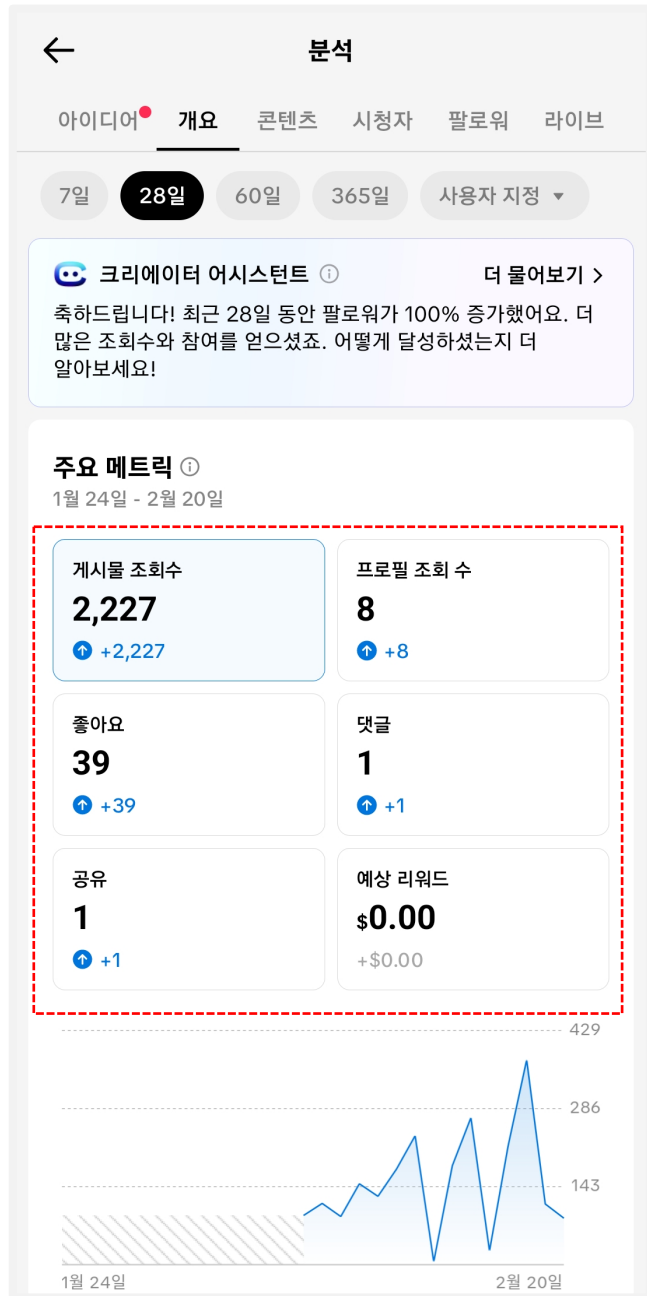 분석
아이디어 개요 콘텐츠 시청자 팔로워 라이브
7일 28일 60일 365일 사용자 지정
크리에이터 어시스턴트 더 물어보기
축하드립니다! 최근 28일 동안 팔로워가 100% 증가했어요. 더
많은 조회수와 참여를 얻으셨죠. 어떻게 달성하셨는지 더
알아보세요!
주요 메트릭
1월 24일 - 2월 20일
게시물 조회수
2,227
+2,227
프로필 조회 수
8
+8
좋아요
39
+39
댓글
1
+1
공유
1
+1
예상 리워드
$0.00
+$0.00
429
286
143
1월 24일 2월 20일